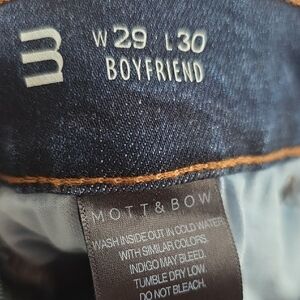 m
W29 L30
BOYFRIEND
MOTT & BOW
WASH INSIDE OUT IN COLD WATER
WITH SIMILAR COLORS.
INDIGO MAY BLEED.
TUMBLE DRY LOW.
DO NOT BLEACH.